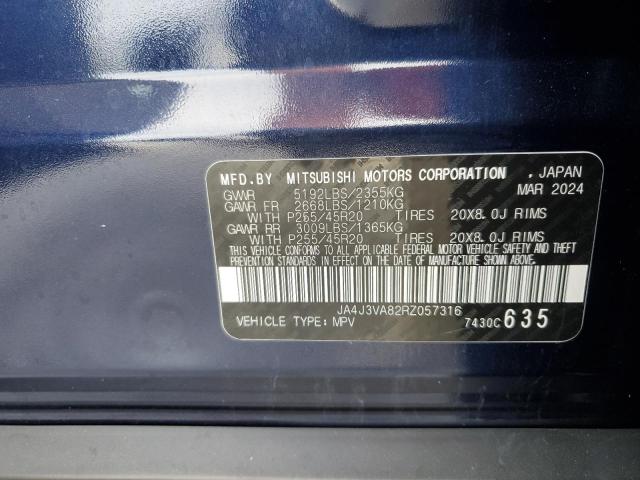 MFD.BY MITSUBISHI MOTORS CORPORATION , JAPAN
GVWR 5192LBS/2355KG MAR 2024
GAWR FR 2668LBS/1210KG
WITH P255/45R20 TIRES 20X8.0J RIMS
GAWR RR 3009LBS/1365KG
WITH P255/45R20 TIRES 20X8.0J RIMS
THIS VEHICLE CONFORMS TO ALL APPLICABLE FEDERAL MOTOR VEHICLE SAFETY AND THEFT
PREVENTION STANDARDS IN EFFECT ON THE DATE OF MANUFACTURE SHOWN ABOVE.
JA4J3VA82RZ057316
VEHICLE TYPE: MPV 7430C 635